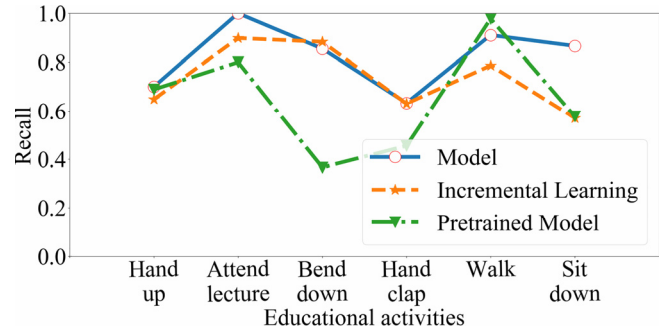 1.0
0.8
0.6
0.4
0.2
0.0
Recall
Model
Incremental Learning
Pretrained Model
Hand up
Attend lecture
Bend down
Hand clap
Walk
Sit down
Educational activities